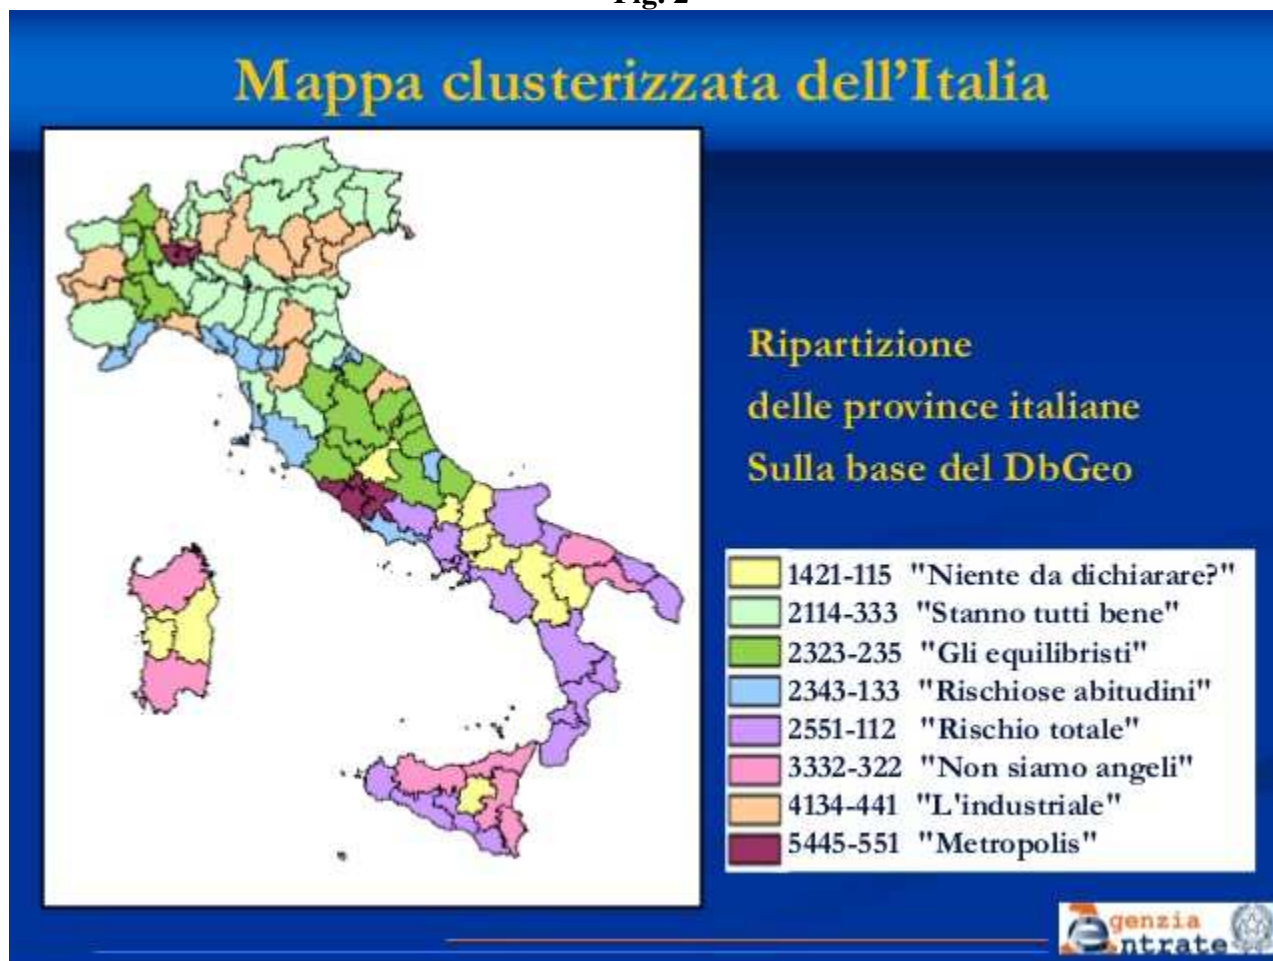 Fig. 2
Mappa clusterizzata dell'Italia
Ripartizione
delle province italiane
Sulla base del DbGeo
1421-115 "Niente da dichiarare?"
2114-333 "Stanno tutti bene"
2323-235 "Gli equilibristi"
2343-133 "Rischiose abitudini"
2551-112 "Rischio totale"
3332-322 "Non siamo angeli"
4134-441 "L'industriale"
5445-551 "Metropolis"
genzia
ntrate